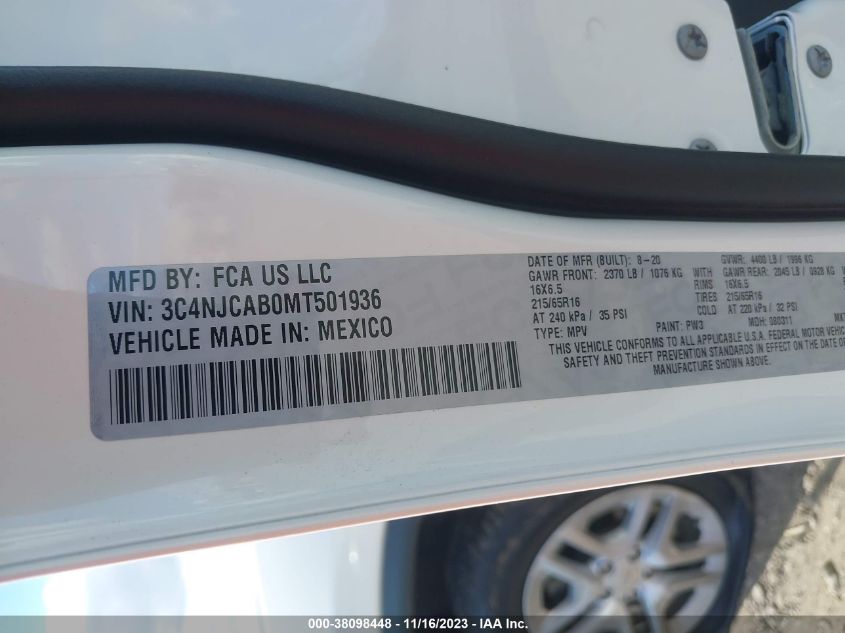 MFD BY: FCA US LLC
VIN: 3C4NJCAB0MT501936
VEHICLE MADE IN: MEXICO
DATE OF MFR (BUILT): 8-20 GVWR: 4400 LB / 1996 KG
GAWR FRONT: 2370 LB / 1076 KG WITH GAWR REAR: 2045 LB / 0928 KG
16X6.5 RIMS 16X6.5
215/65R16 TIRES 215/65R16
AT 240 kPa / 35 PSI COLD AT 220 kPa / 32 PSI
TYPE: MPV PAINT: PW3 MDH: 080311
THIS VEHICLE CONFORMS TO ALL APPLICABLE U.S.A. FEDERAL MOTOR VEHICLE
SAFETY AND THEFT PREVENTION STANDARDS IN EFFECT ON THE DATE OF
MANUFACTURE SHOWN ABOVE.
000-38098448 - 11/16/2023 - IAA Inc.